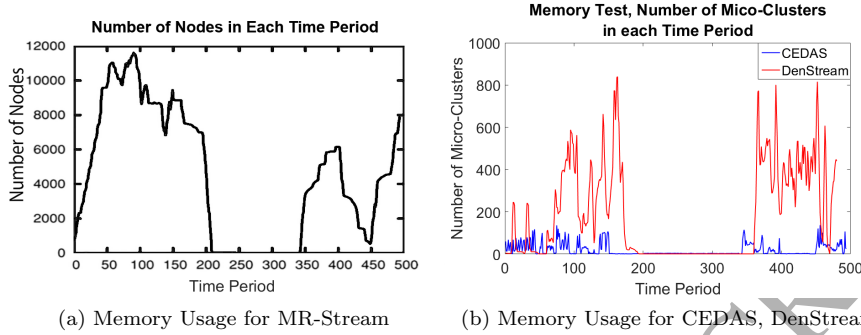 Number of Nodes in Each Time Period
Number of Nodes
12000
10000
8000
6000
4000
2000
0
0 50 100 150 200 250 300 350 400 450 500
Time Period
(a) Memory Usage for MR-Stream
Memory Test, Number of Mico-Clusters
in each Time Period
Number of Micro-Clusters
1000
800
600
400
200
0
CEDAS
DenStream
0 100 200 300 400 500
Time Period
(b) Memory Usage for CEDAS, DenStream